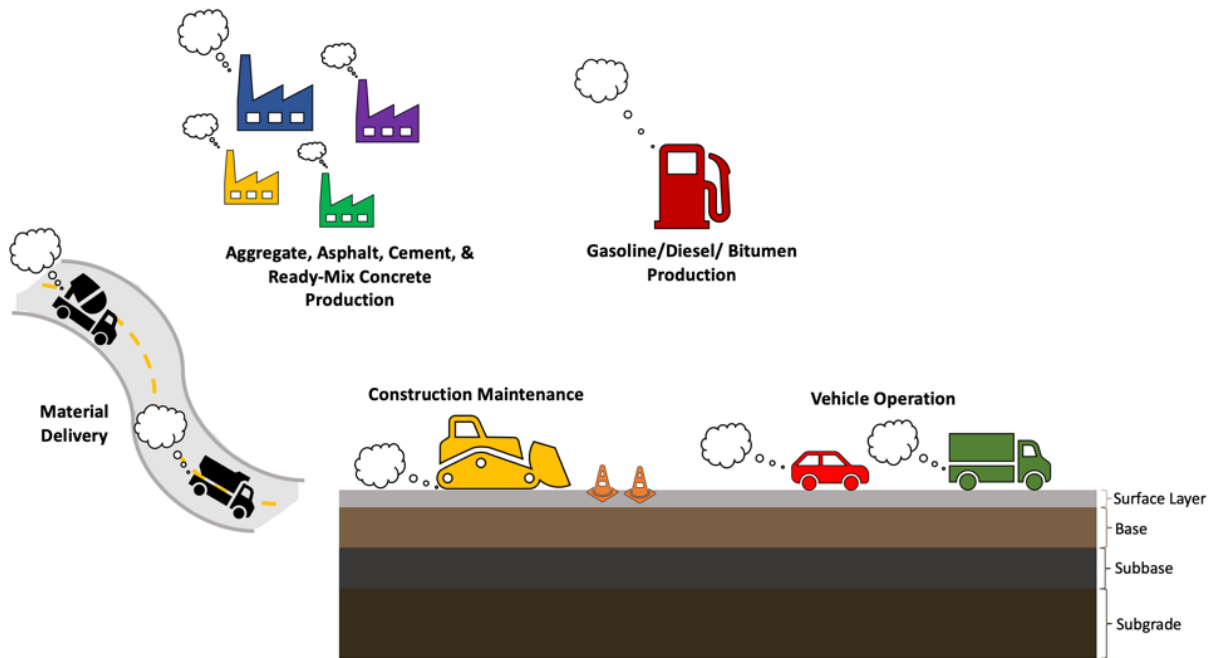 Aggregate, Asphalt, Cement, &
Ready-Mix Concrete
Production
Gasoline/Diesel/ Bitumen
Production
Material
Delivery
Construction Maintenance
Vehicle Operation
Surface Layer
Base
Subbase
Subgrade